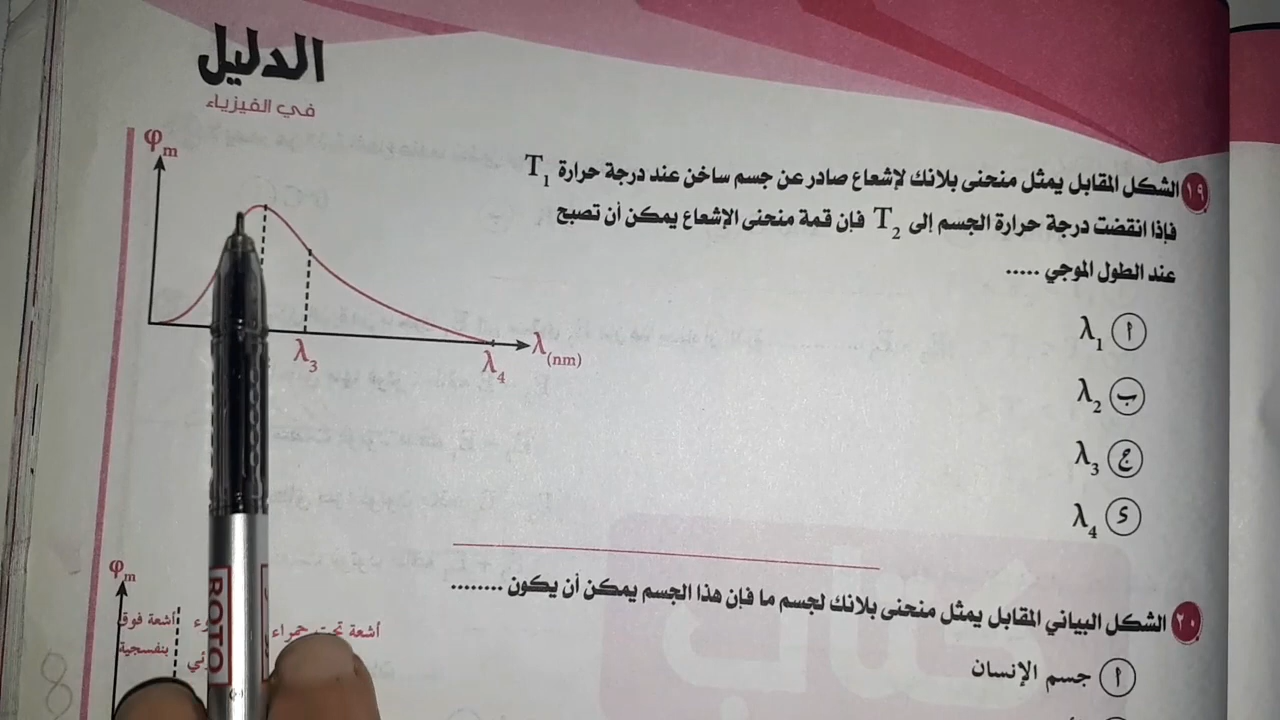 الدليل
في الفيزياء
١٩ الشكل المقابل يمثل منحنى بلانك لإشعاع صادر عن جسم ساخن عند درجة حرارة T₁
فإذا انقضت درجة حرارة الجسم إلى T₂ فإن قمة منحنى الإشعاع يمكن أن تصبح
عند الطول الموجي .....
φₘ
λ₃
λ₄
λ(nm)
ا λ₁
ب λ₂
ج λ₃
د λ₄
٢٠ الشكل البياني المقابل يمثل منحنى بلانك لجسم ما فإن هذا الجسم يمكن أن يكون ........
φₘ
أشعة فوق
بنفسجية
أشعة تحت حمراء
ا جسم الإنسان
ROTO